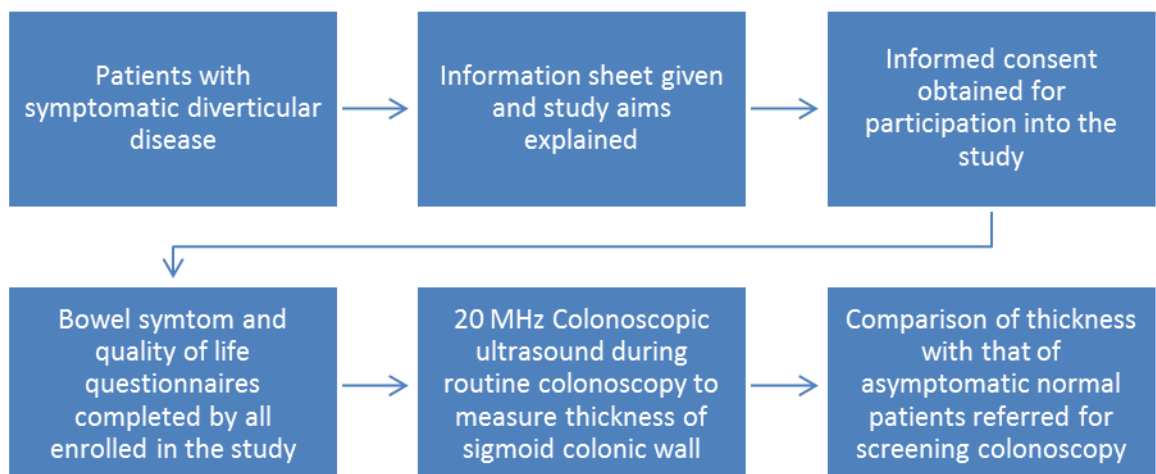 Patients with
symptomatic diverticular
disease
Information sheet given
and study aims
explained
Informed consent
obtained for
participation into the
study
Bowel symtom and
quality of life
questionnaires
completed by all
enrolled in the study
20 MHz Colonoscopic
ultrasound during
routine colonoscopy to
measure thickness of
sigmoid colonic wall
Comparison of thickness
with that of
asymptomatic normal
patients referred for
screening colonoscopy